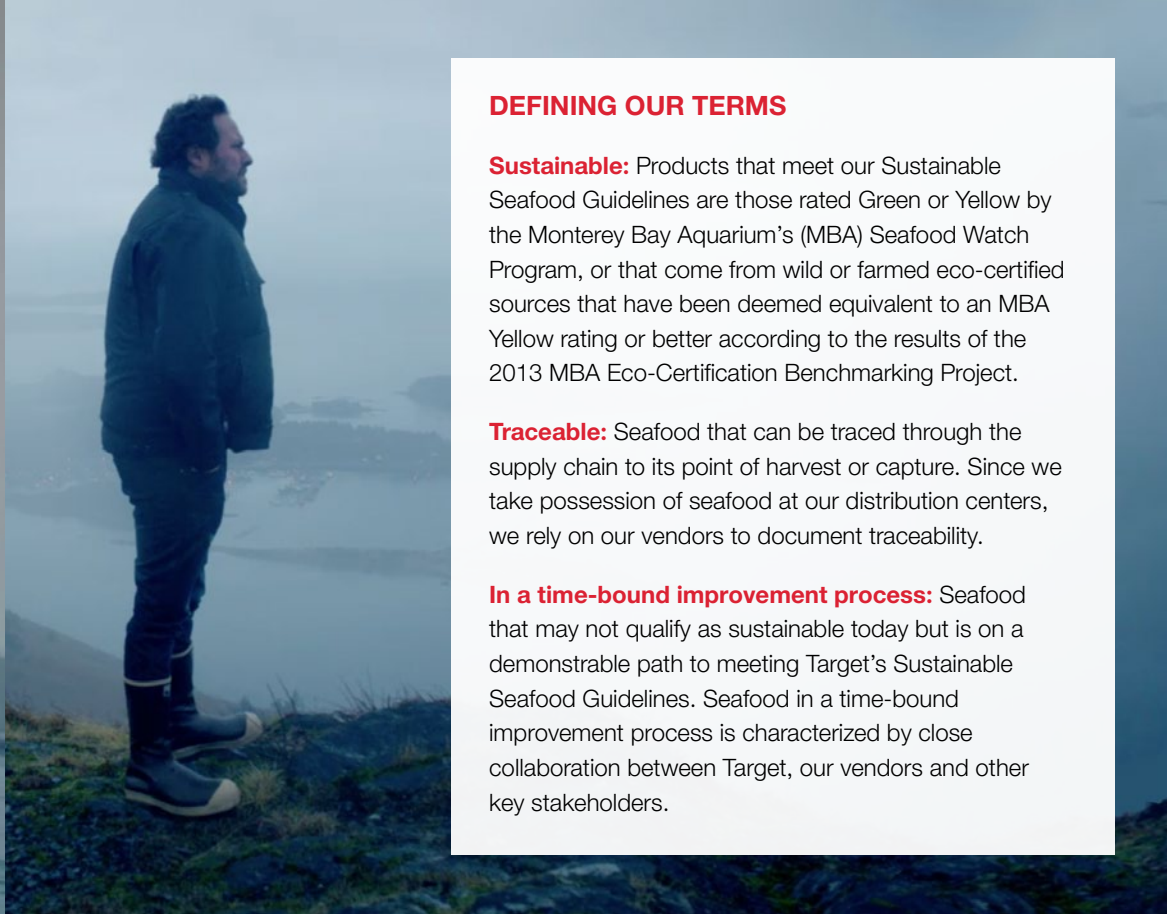 DEFINING OUR TERMS
Sustainable: Products that meet our Sustainable
Seafood Guidelines are those rated Green or Yellow by
the Monterey Bay Aquarium’s (MBA) Seafood Watch
Program, or that come from wild or farmed eco-certified
sources that have been deemed equivalent to an MBA
Yellow rating or better according to the results of the
2013 MBA Eco-Certification Benchmarking Project.
Traceable: Seafood that can be traced through the
supply chain to its point of harvest or capture. Since we
take possession of seafood at our distribution centers,
we rely on our vendors to document traceability.
In a time-bound improvement process: Seafood
that may not qualify as sustainable today but is on a
demonstrable path to meeting Target’s Sustainable
Seafood Guidelines. Seafood in a time-bound
improvement process is characterized by close
collaboration between Target, our vendors and other
key stakeholders.